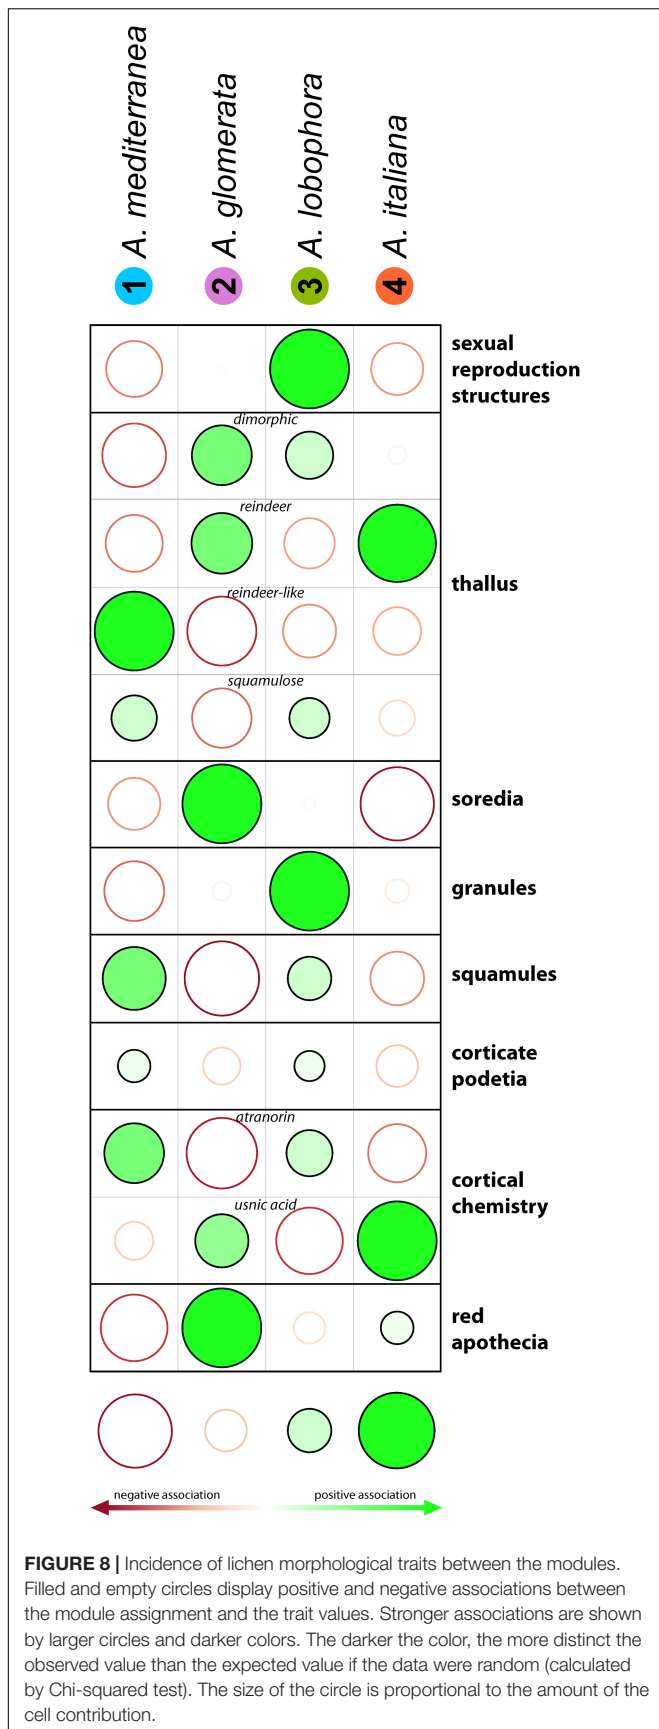 A. mediterranea
A. glomerata
A. lobophora
A. italiana
1
2
3
4
sexual
reproduction
structures
dimorphic
reindeer
thallus
reindeer-like
squamulose
soredia
granules
squamules
corticate
podetia
atranorin
cortical
chemistry
usnic acid
red
apothecia
negative association
positive association
FIGURE 8 | Incidence of lichen morphological traits between the modules.
Filled and empty circles display positive and negative associations between
the module assignment and the trait values. Stronger associations are shown
by larger circles and darker colors. The darker the color, the more distinct the
observed value than the expected value if the data were random (calculated
by Chi-squared test). The size of the circle is proportional to the amount of the
cell contribution.